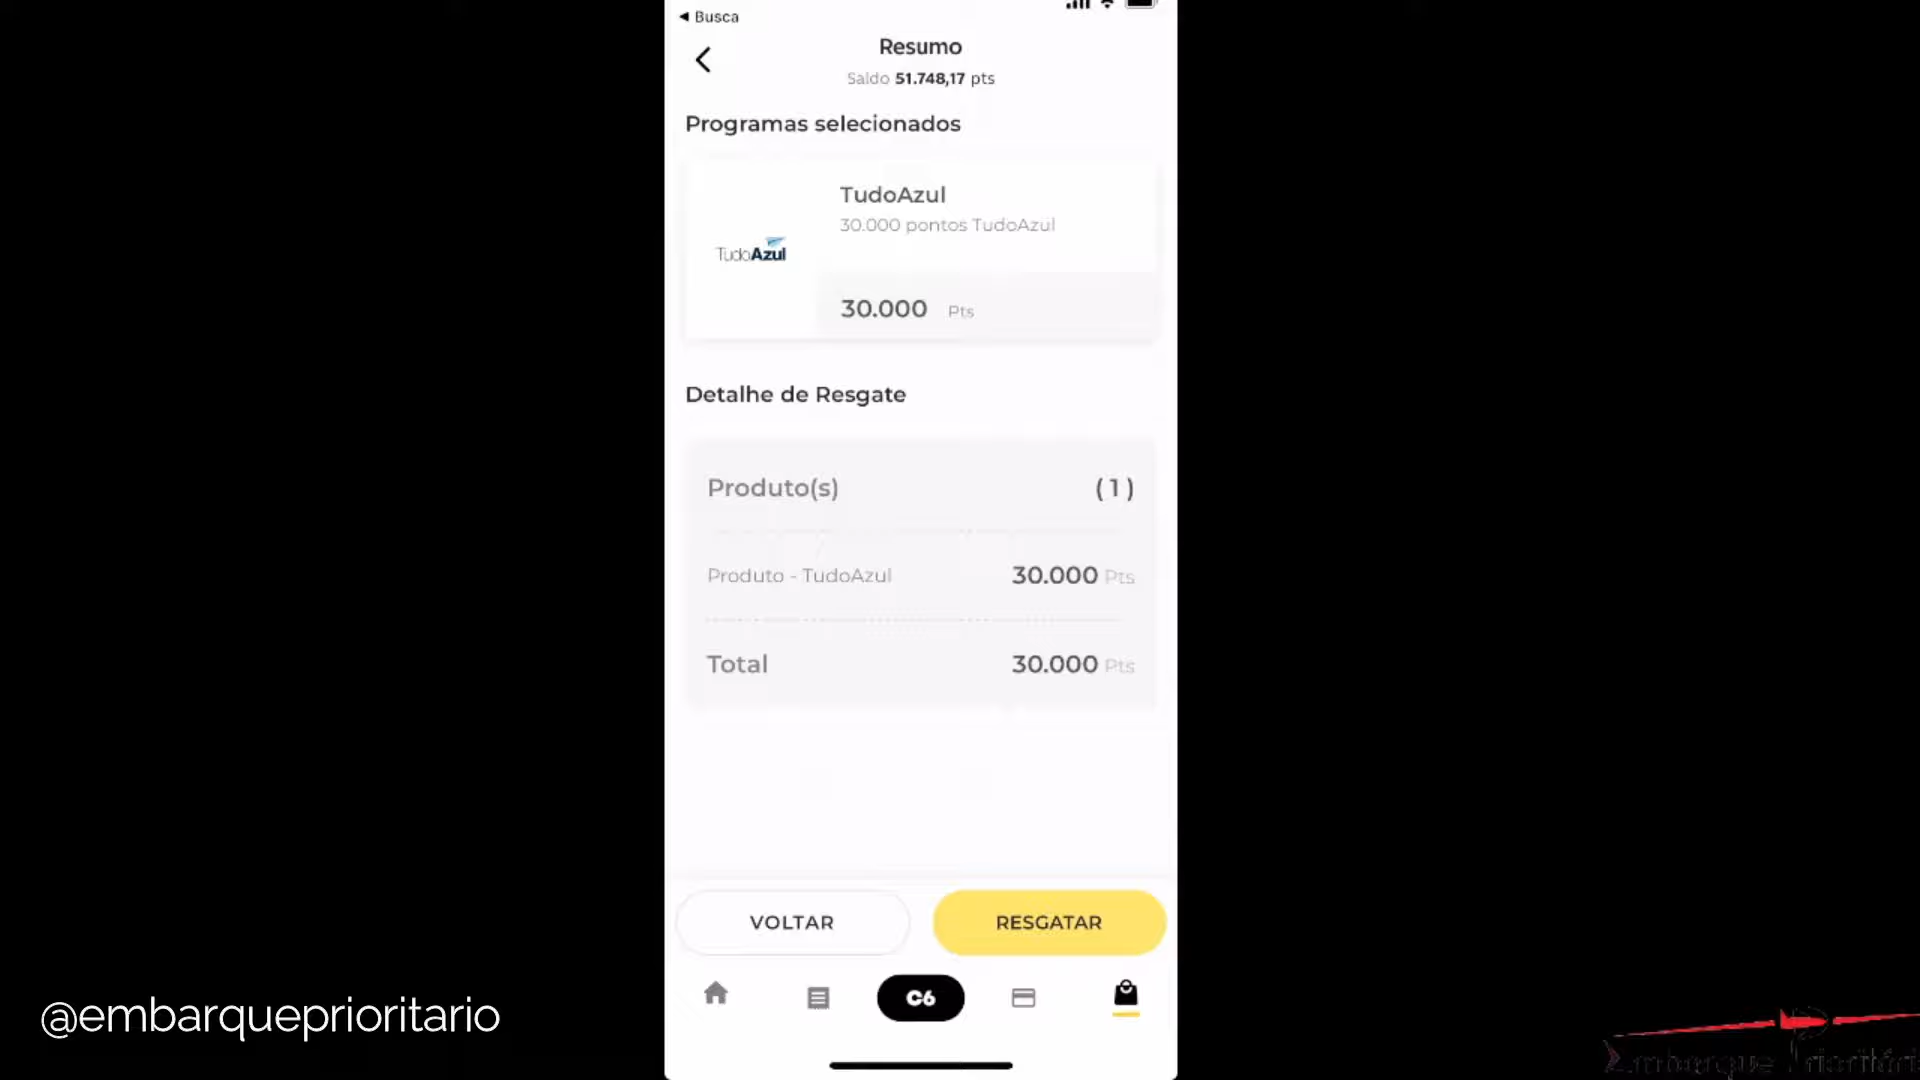 Busca
Resumo
Saldo 51.748,17 pts
Programas selecionados
TudoAzul
30.000 pontos TudoAzul
TudoAzul
30.000 Pts
Detalhe de Resgate
Produto(s) (1)
Produto - TudoAzul 30.000 Pts
Total 30.000 Pts
VOLTAR RESGATAR
C6
@embarqueprioritario